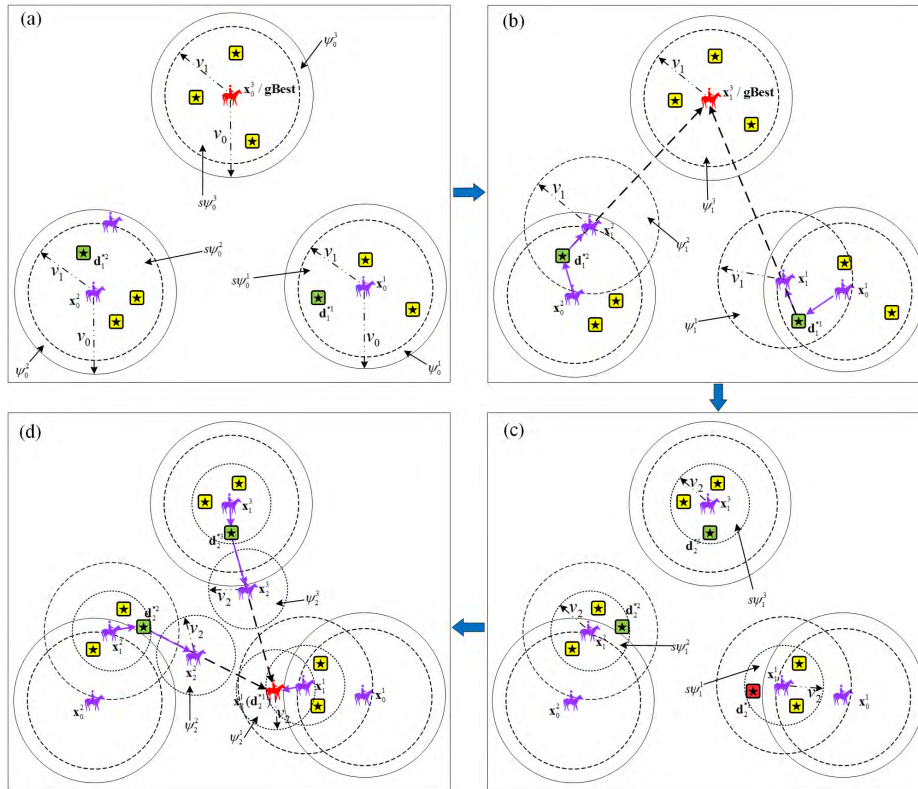 (a)
ψ₀³
v₁
x₀³ / gBest
v₀
sψ₀³
d₁*²
sψ₀²
v₁
x₀²
v₀
ψ₀²
sψ₀¹
v₁
x₀¹
d₁*¹
v₀
ψ₀¹
(b)
v₁
x₁³ / gBest
ψ₁³
v₁
x₁²
ψ₁²
d₁*²
x₀²
v₁
x₁¹
x₀¹
ψ₁¹
d₁*¹
(d)
x₁³
d₂*³
v₂
x₂³
ψ₂³
d₂*²
v₂
x₁²
x₂²
x₀²
ψ₂²
x₁¹
x₀¹
(d₂*¹)
v₂
ψ₂¹
(c)
v₂
x₁³
d₂*³
sψ₁³
v₂
d₂*²
x₁²
sψ₁²
x₀²
sψ₁¹
x₁¹
v₂
x₀¹
d₂*¹